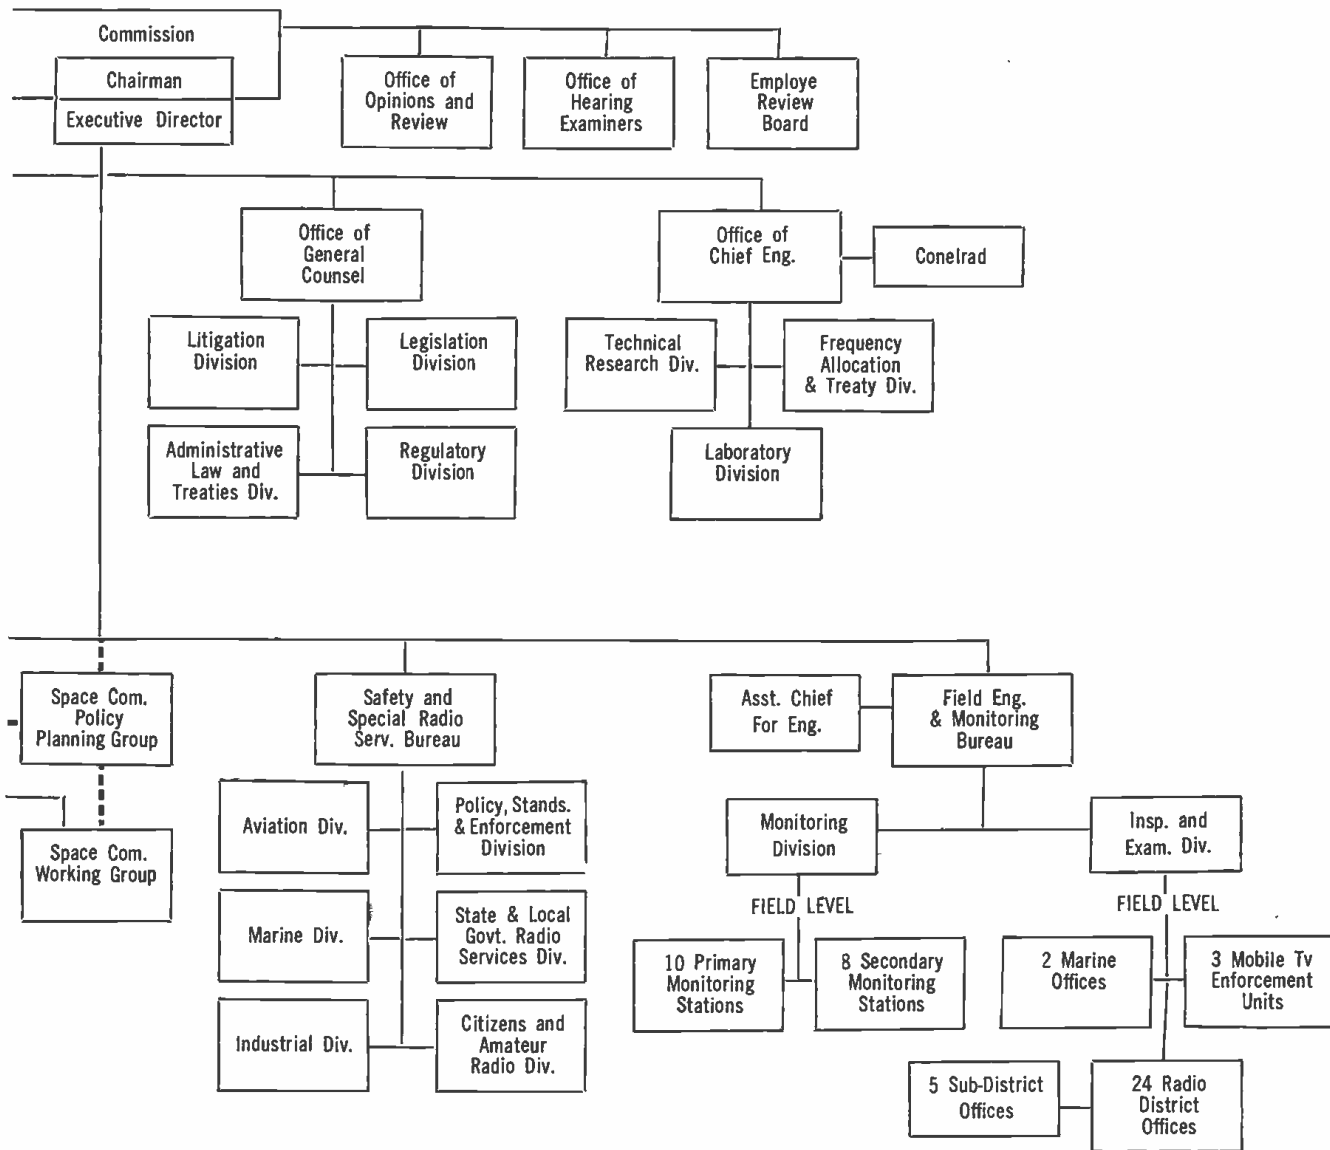 Commission
Chairman
Executive Director
Office of
Opinions and
Review
Office of
Hearing
Examiners
Employe
Review
Board
Office of
General
Counsel
Office of
Chief Eng.
Conelrad
Litigation
Division
Legislation
Division
Technical
Research Div.
Frequency
Allocation
& Treaty Div.
Administrative
Law and
Treaties Div.
Regulatory
Division
Laboratory
Division
Space Com.
Policy
Planning Group
Safety and
Special Radio
Serv. Bureau
Asst. Chief
For Eng.
Field Eng.
& Monitoring
Bureau
Space Com.
Working Group
Aviation Div.
Policy, Stands.
& Enforcement
Division
Monitoring
Division
Insp. and
Exam. Div.
Marine Div.
State & Local
Govt. Radio
Services Div.
FIELD LEVEL
FIELD LEVEL
10 Primary
Monitoring
Stations
8 Secondary
Monitoring
Stations
2 Marine
Offices
3 Mobile Tv
Enforcement
Units
Industrial Div.
Citizens and
Amateur
Radio Div.
5 Sub-District
Offices
24 Radio
District
Offices